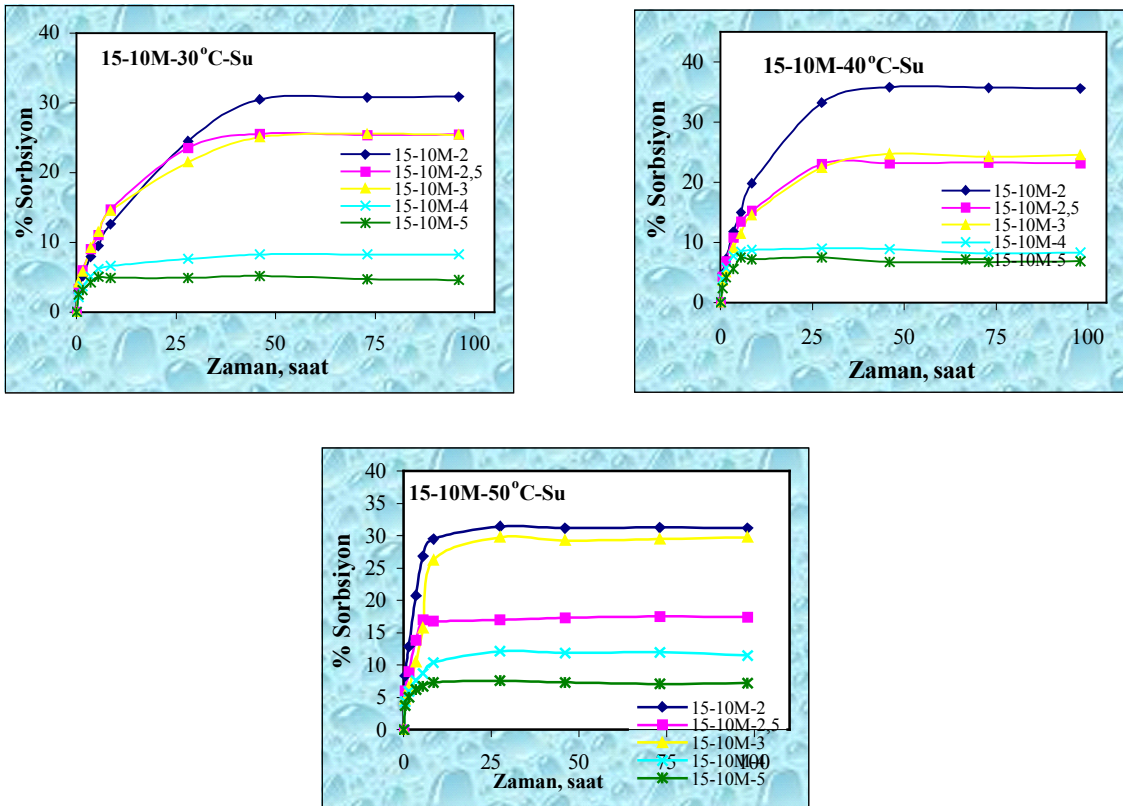 15-10M-30°C-Su
% Sorbsiyon
40
30
20
10
0
15-10M-2
15-10M-2,5
15-10M-3
15-10M-4
15-10M-5
0 25 50 75 100
Zaman, saat
15-10M-40°C-Su
% Sorbsiyon
40
30
20
10
0
15-10M-2
15-10M-2,5
15-10M-3
15-10M-4
15-10M-5
0 25 50 75 100
Zaman, saat
15-10M-50°C-Su
% Sorbsiyon
40
35
30
25
20
15
10
5
0
15-10M-2
15-10M-2,5
15-10M-3
15-10M-4
15-10M-5
0 25 50 75 100
Zaman, saat